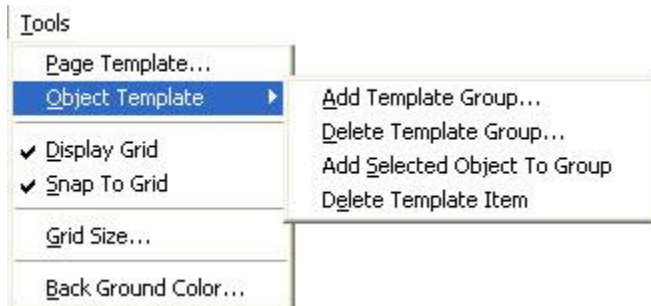 Tools
Page Template...
Object Template
Add Template Group...
Delete Template Group...
Add Selected Object To Group
Delete Template Item
Display Grid
Snap To Grid
Grid Size...
Back Ground Color...